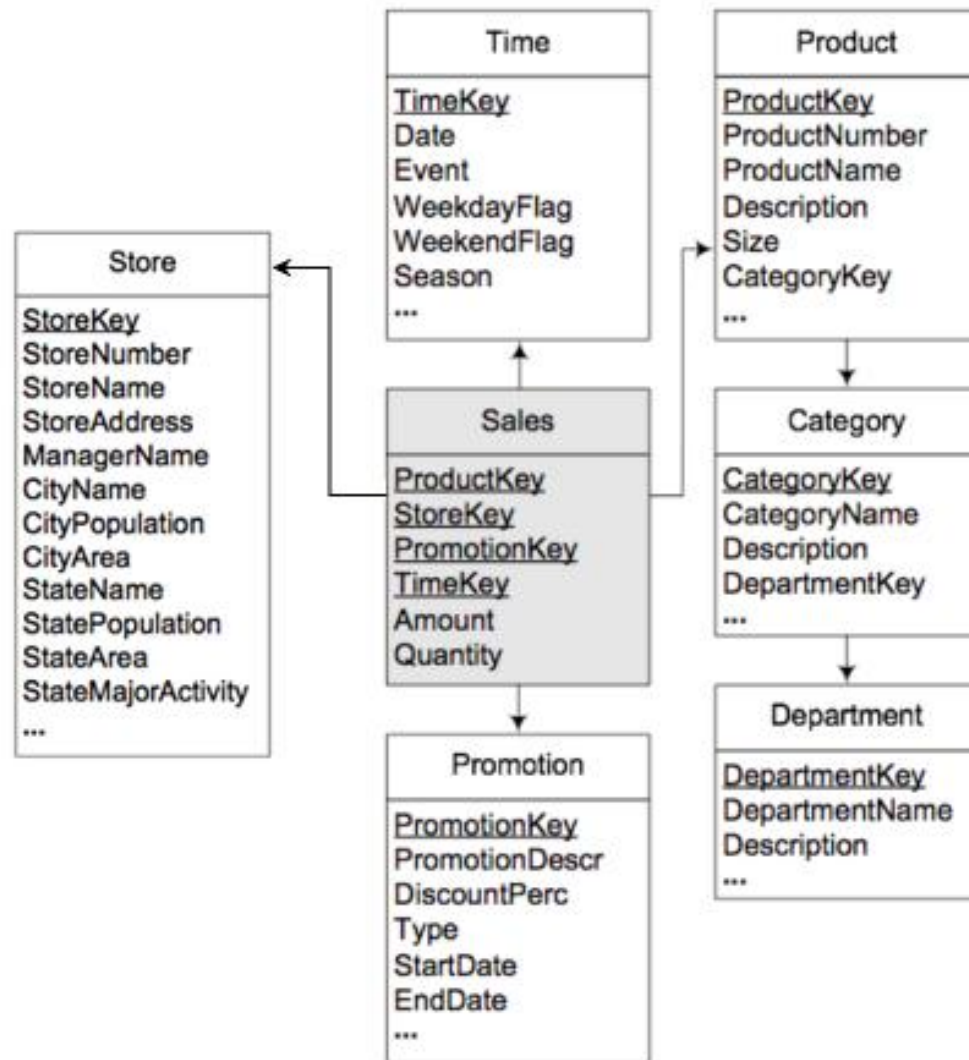 Time
TimeKey
Date
Event
WeekdayFlag
WeekendFlag
Season
...
Product
ProductKey
ProductNumber
ProductName
Description
Size
CategoryKey
...
Store
StoreKey
StoreNumber
StoreName
StoreAddress
ManagerName
CityName
CityPopulation
CityArea
StateName
StatePopulation
StateArea
StateMajorActivity
...
Sales
ProductKey
StoreKey
PromotionKey
TimeKey
Amount
Quantity
Category
CategoryKey
CategoryName
Description
DepartmentKey
...
Promotion
PromotionKey
PromotionDescr
DiscountPerc
Type
StartDate
EndDate
...
Department
DepartmentKey
DepartmentName
Description
...